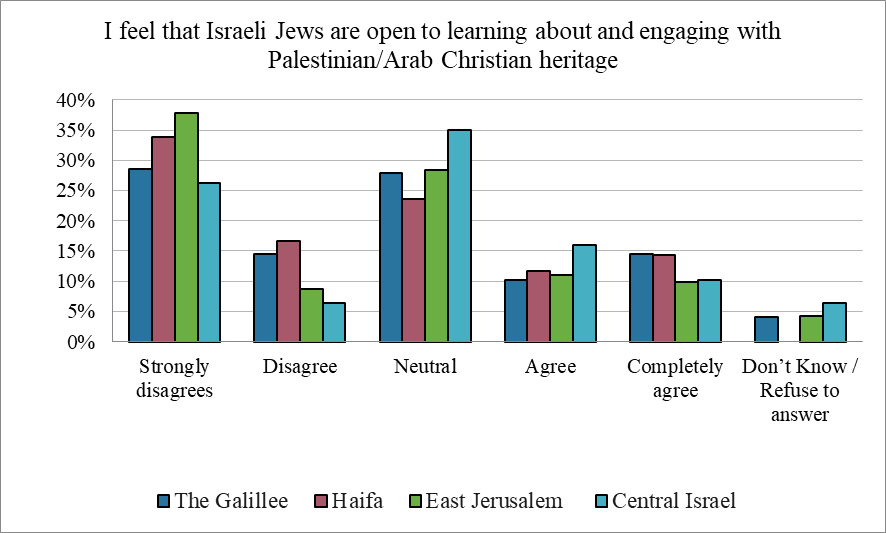 I feel that Israeli Jews are open to learning about and engaging with
Palestinian/Arab Christian heritage
40%
35%
30%
25%
20%
15%
10%
5%
0%
Strongly disagrees
Disagree
Neutral
Agree
Completely agree
Don’t Know / Refuse to answer
The Galillee
Haifa
East Jerusalem
Central Israel